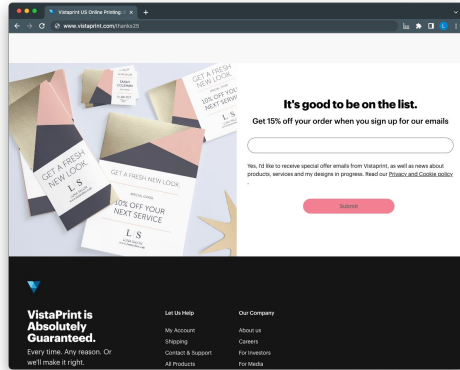 Vistaprint US Online Printing:
www.vistaprint.com/thanks28
GET A FRESH
NEW LOOK.
L S
SARAH
COLEMAN
GET A FRESH
NEW LOOK.
10% OFF YOUR
NEXT SERVICE
L S
GET A FRESH NEW LOOK.
SPECIAL OFFER
10% OFF YOUR
NEXT SERVICE
L S
It's good to be on the list.
Get 15% off your order when you sign up for our emails
Yes, I'd like to receive special offer emails from Vistaprint, as well as news about
products, services and my designs in progress. Read our Privacy and Cookie policy
.
Submit
VistaPrint is
Absolutely
Guaranteed.
Every time. Any reason. Or
we'll make it right.
Let Us Help
My Account
Shipping
Contact & Support
All Products
Our Company
About us
Careers
For Investors
For Media